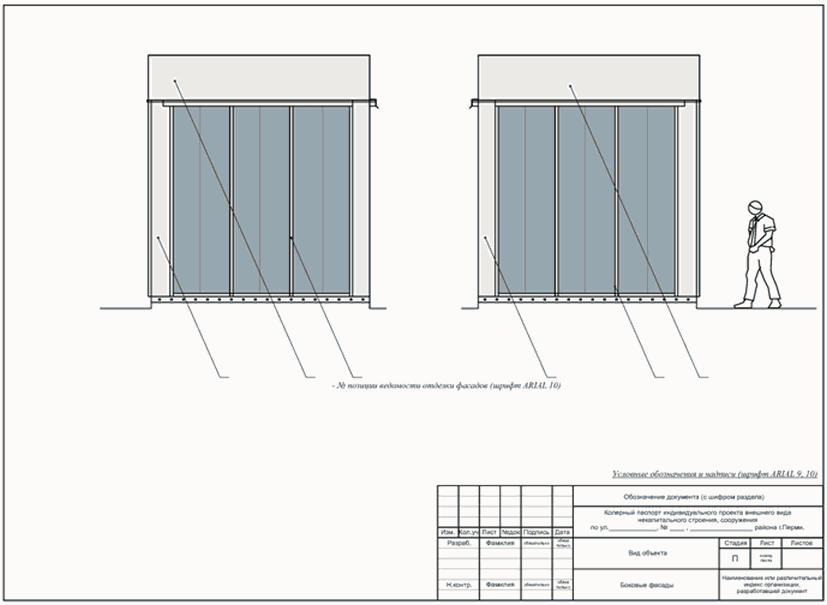 - № позиции ведомости отделки фасадов (шрифт ARIAL 10)
Условные обозначения и надписи (шрифт ARIAL 9, 10)
Обозначение документа (с шифром раздела)
Колерный паспорт индивидуального проекта внешнего вида
некапитального строения, сооружения
по ул.______________, № ____ , __________________ района г.Перми.
Изм. Кол.уч Лист №док Подпись Дата
Разраб. Фамилия
Вид объекта
Стадия Лист Листов
П номер
листа
Н.контр. Фамилия
Боковые фасады
Наименование или различительный
индекс организации,
разработавшей документ